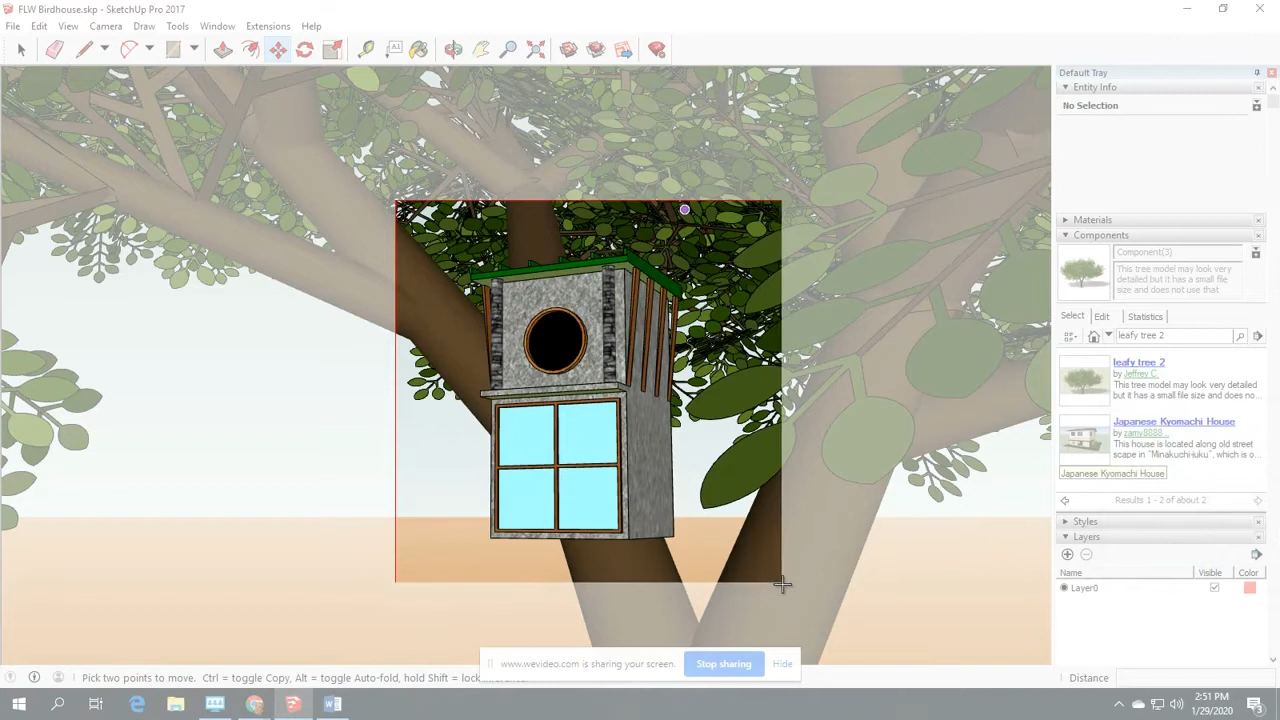 FLW Birdhouse.skp - SketchUp Pro 2017
File Edit View Camera Draw Tools Window Extensions Help
A1
Default Tray
Entity Info
No Selection
Materials
Components
Component(3)
This tree model may look very
detailed but it has a small file
size and does not use that
Select Edit Statistics
leafy tree 2
leafy tree 2
by Jeffrey C.
This tree model may look very detailed
but it has a small file size and does no...
Japanese Kyomachi House
by zamy8888 ..
This house is located along old street
scape in "Minakuchijuku", which is o...
Japanese Kyomachi House
Results 1 - 2 of about 2
Styles
Layers
Name Visible Color
Layer0
www.wevideo.com is sharing your screen. Stop sharing Hide
Pick two points to move. Ctrl = toggle Copy, Al = toggle Auto-fold, hold Shift = lock
Distance
2:51 PM
1/29/2020
3